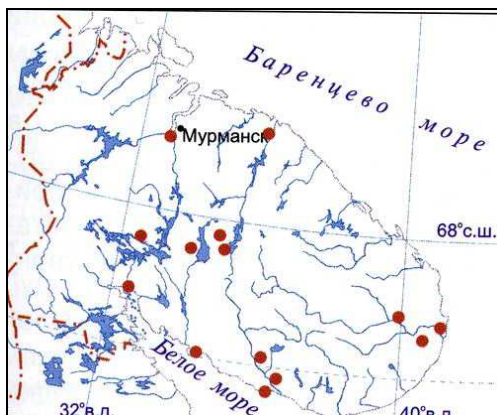 Баренцево море
Мурманск
68°с.ш.
Белое море
32°в.д.
40°в.д.